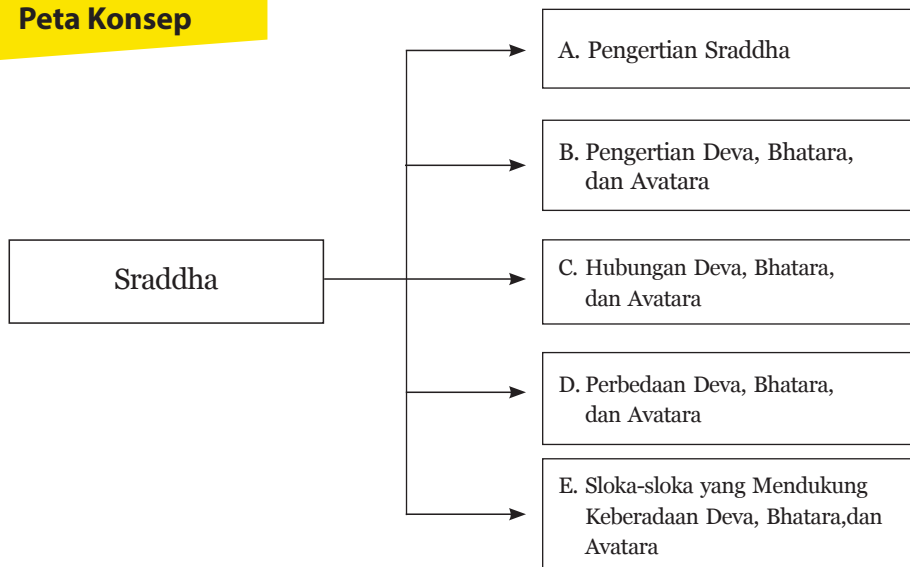 Peta Konsep
Sraddha
A. Pengertian Sraddha
B. Pengertian Deva, Bhatara,
dan Avatara
C. Hubungan Deva, Bhatara,
dan Avatara
D. Perbedaan Deva, Bhatara,
dan Avatara
E. Sloka-sloka yang Mendukung
Keberadaan Deva, Bhatara,dan
Avatara